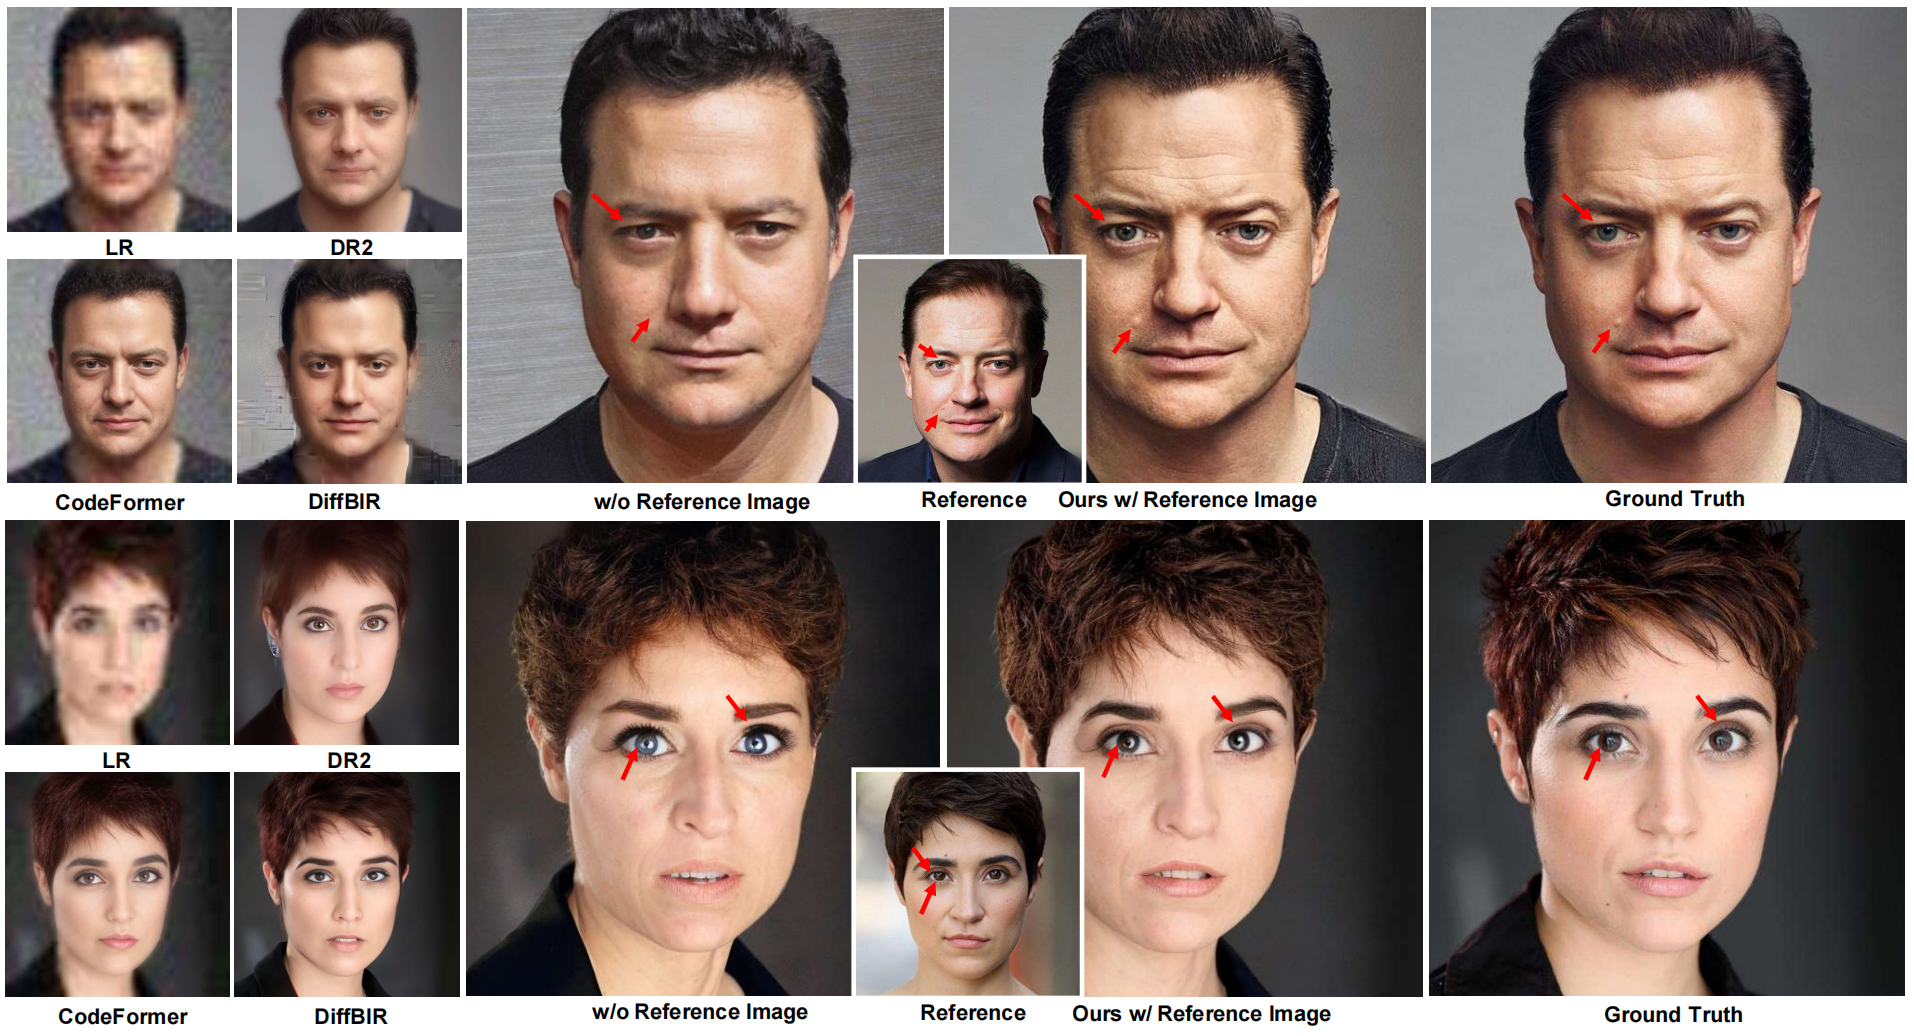 LR
DR2
CodeFormer
DiffBIR
w/o Reference Image
Reference
Ours w/ Reference Image
Ground Truth
LR
DR2
CodeFormer
DiffBIR
w/o Reference Image
Reference
Ours w/ Reference Image
Ground Truth